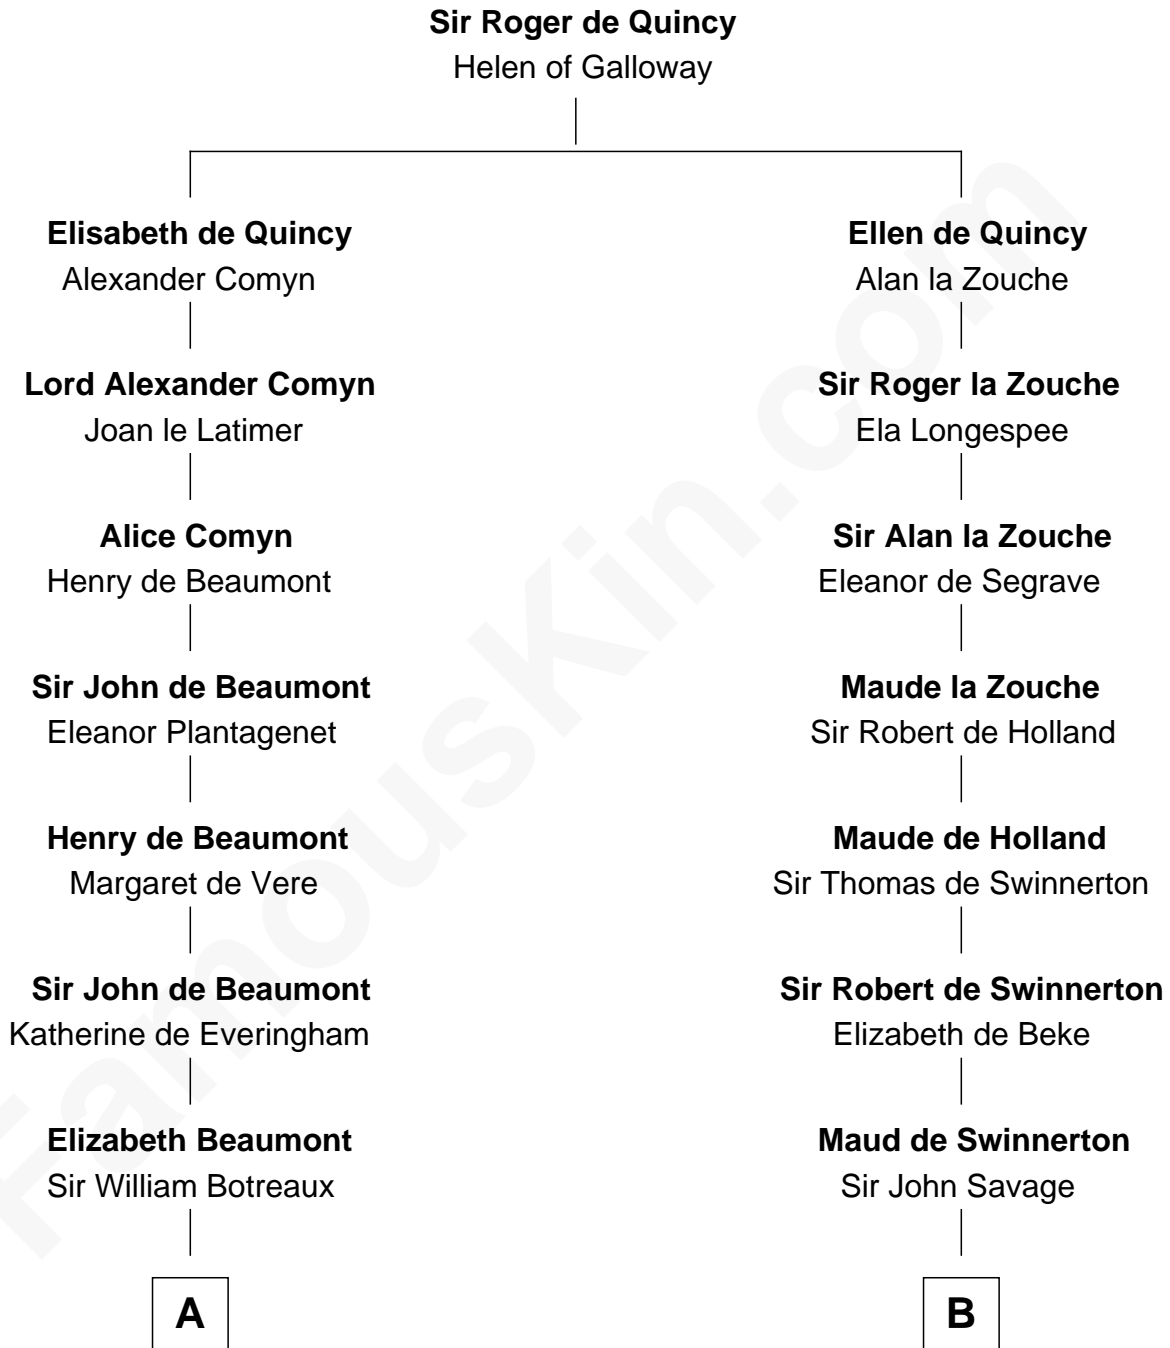 Sir Roger de Quincy
Helen of Galloway
Elisabeth de Quincy
Alexander Comyn
Ellen de Quincy
Alan la Zouche
Lord Alexander Comyn
Joan le Latimer
Sir Roger la Zouche
Ela Longespee
Alice Comyn
Henry de Beaumont
Sir Alan la Zouche
Eleanor de Segrave
Sir John de Beaumont
Eleanor Plantagenet
Maude la Zouche
Sir Robert de Holland
Henry de Beaumont
Margaret de Vere
Maude de Holland
Sir Thomas de Swinnerton
Sir John de Beaumont
Katherine de Everingham
Sir Robert de Swinnerton
Elizabeth de Beke
Elizabeth Beaumont
Sir William Botreaux
Maud de Swinnerton
Sir John Savage
A
B
FamousKin.com